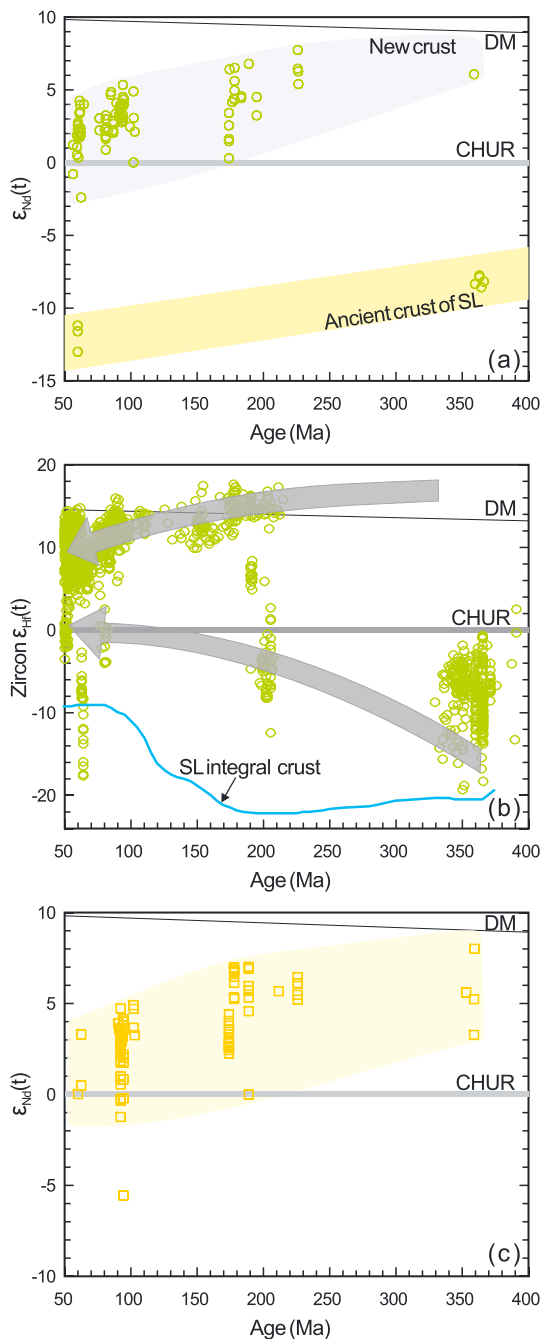 10
New crust
DM
5
0
CHUR
εNd(t)
-5
Ancient crust of SL
-10
(a)
-15
50 100 150 200 250 300 350 400
Age (Ma)
20
DM
10
CHUR
0
Zircon εHf(t)
-10
SL integral crust
-20
(b)
50 100 150 200 250 300 350 400
Age (Ma)
10
DM
5
CHUR
0
εNd(t)
-5
(c)
-10
50 100 150 200 250 300 350 400
Age (Ma)